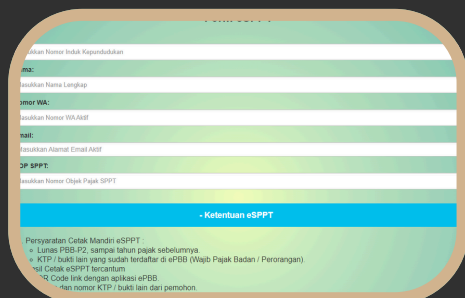 Masukkan Nomor Induk Kependudukan
Nama:
Masukkan Nama Lengkap
Nomor WA:
Masukkan Nomor WA Aktif
Email:
Masukkan Alamat Email Aktif
NOP SPPT:
Masukkan Nomor Objek Pajak SPPT
- Ketentuan eSPPT
Persyaratan Cetak Mandiri eSPPT :
Lunas PBB-P2, sampai tahun pajak sebelumnya.
KTP / bukti lain yang sudah terdaftar di ePBB (Wajib Pajak Badan / Perorangan).
Hasil Cetak eSPPT tercantum
QR Code link dengan aplikasi ePBB.
dan nomor KTP / bukti lain dari pemohon.